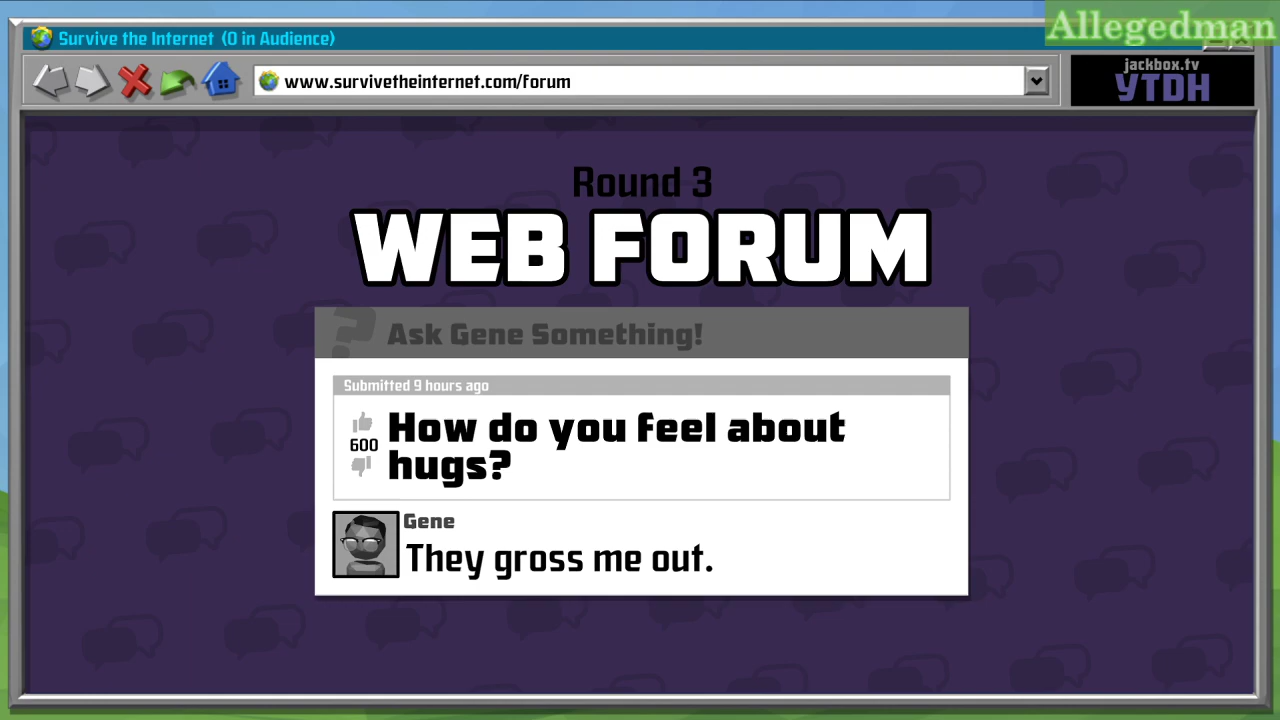 Allegedman
Survive the Internet (0 in Audience)
www.survivetheinternet.com/forum
jackbox.tv
YTDH
Round 3
WEB FORUM
? Ask Gene Something!
Submitted 9 hours ago
600
How do you feel about
hugs?
Gene
They gross me out.